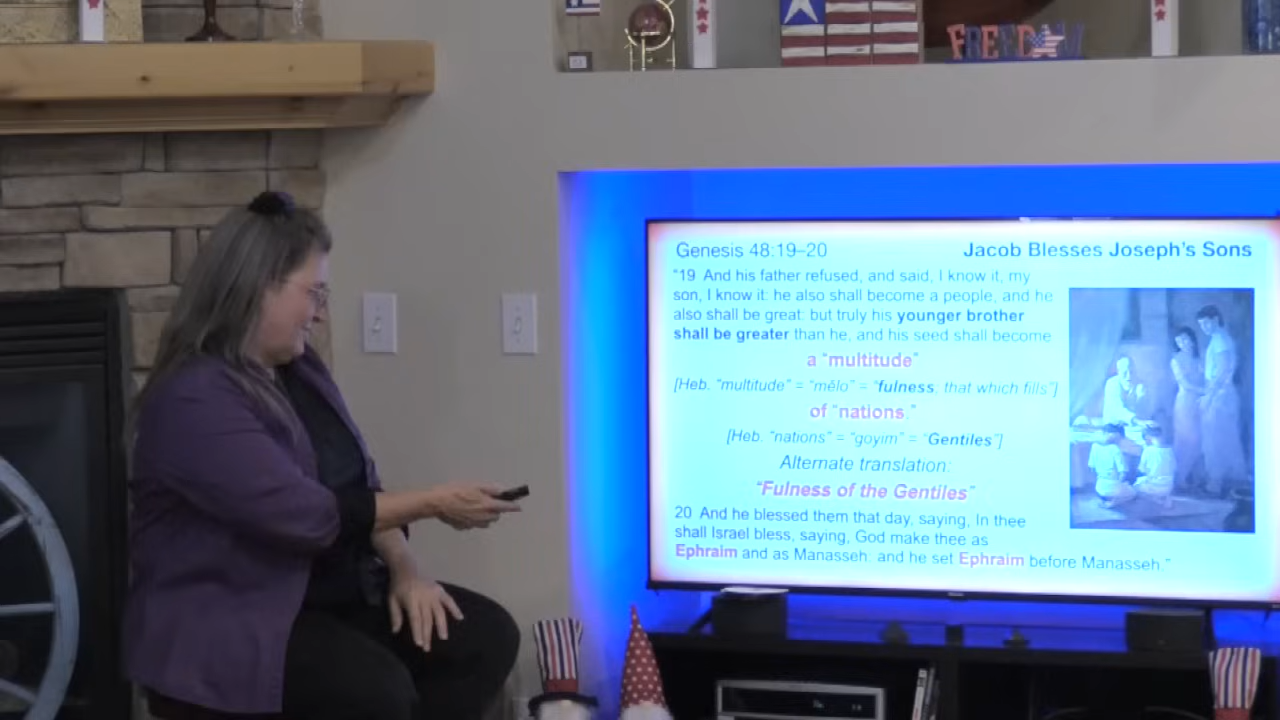 FREEDOM
Genesis 48:19–20
Jacob Blesses Joseph's Sons
"19 And his father refused, and said, I know it, my
son, I know it: he also shall become a people, and he
also shall be great: but truly his younger brother
shall be greater than he, and his seed shall become
a "multitude"
[Heb. "multitude" = "mělo" = "fulness, that which fills"]
of "nations."
[Heb. "nations" = "goyim" = "Gentiles"]
Alternate translation:
"Fulness of the Gentiles"
20 And he blessed them that day, saying, In thee
shall Israel bless, saying, God make thee as
Ephraim and as Manasseh: and he set Ephraim before Manasseh."